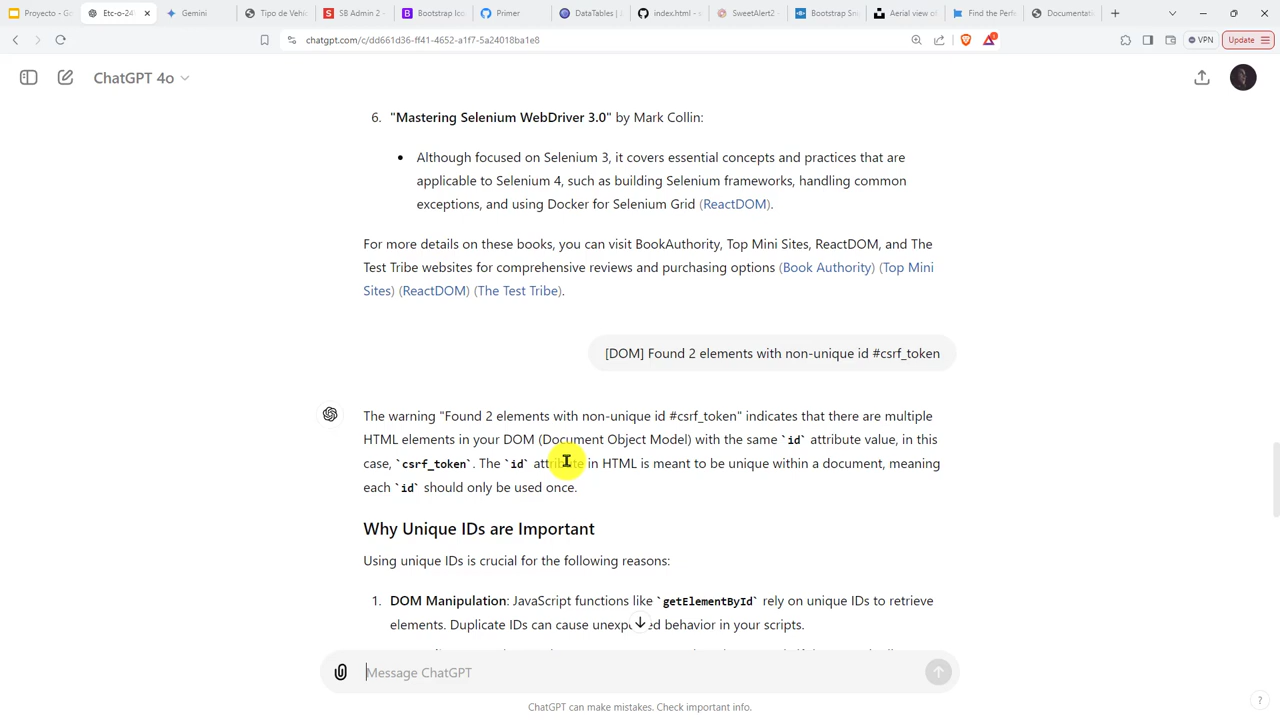 Proyecto - Go
Etc-o-24
Gemini
Tipo de Vehi
SB Admin 2 -
Bootstrap Ico
Primer
DataTables | J
index.html - s
SweetAlert2 -
Bootstrap Sni
Aerial view of
Find the Perfe
Documentati
chatgpt.com/c/dd661d36-ff41-4652-a1f7-5a24018ba1e8
VPN
Update
ChatGPT 4o
6. "Mastering Selenium WebDriver 3.0" by Mark Collin:
• Although focused on Selenium 3, it covers essential concepts and practices that are
applicable to Selenium 4, such as building Selenium frameworks, handling common
exceptions, and using Docker for Selenium Grid (ReactDOM).
For more details on these books, you can visit BookAuthority, Top Mini Sites, ReactDOM, and The
Test Tribe websites for comprehensive reviews and purchasing options (Book Authority) (Top Mini
Sites) (ReactDOM) (The Test Tribe).
[DOM] Found 2 elements with non-unique id #csrf_token
The warning "Found 2 elements with non-unique id #csrf_token" indicates that there are multiple
HTML elements in your DOM (Document Object Model) with the same `id` attribute value, in this
case, `csrf_token`. The `id` attribute in HTML is meant to be unique within a document, meaning
each `id` should only be used once.
Why Unique IDs are Important
Using unique IDs is crucial for the following reasons:
1. DOM Manipulation: JavaScript functions like `getElementById` rely on unique IDs to retrieve
elements. Duplicate IDs can cause unexpected behavior in your scripts.
Message ChatGPT
ChatGPT can make mistakes. Check important info.
?